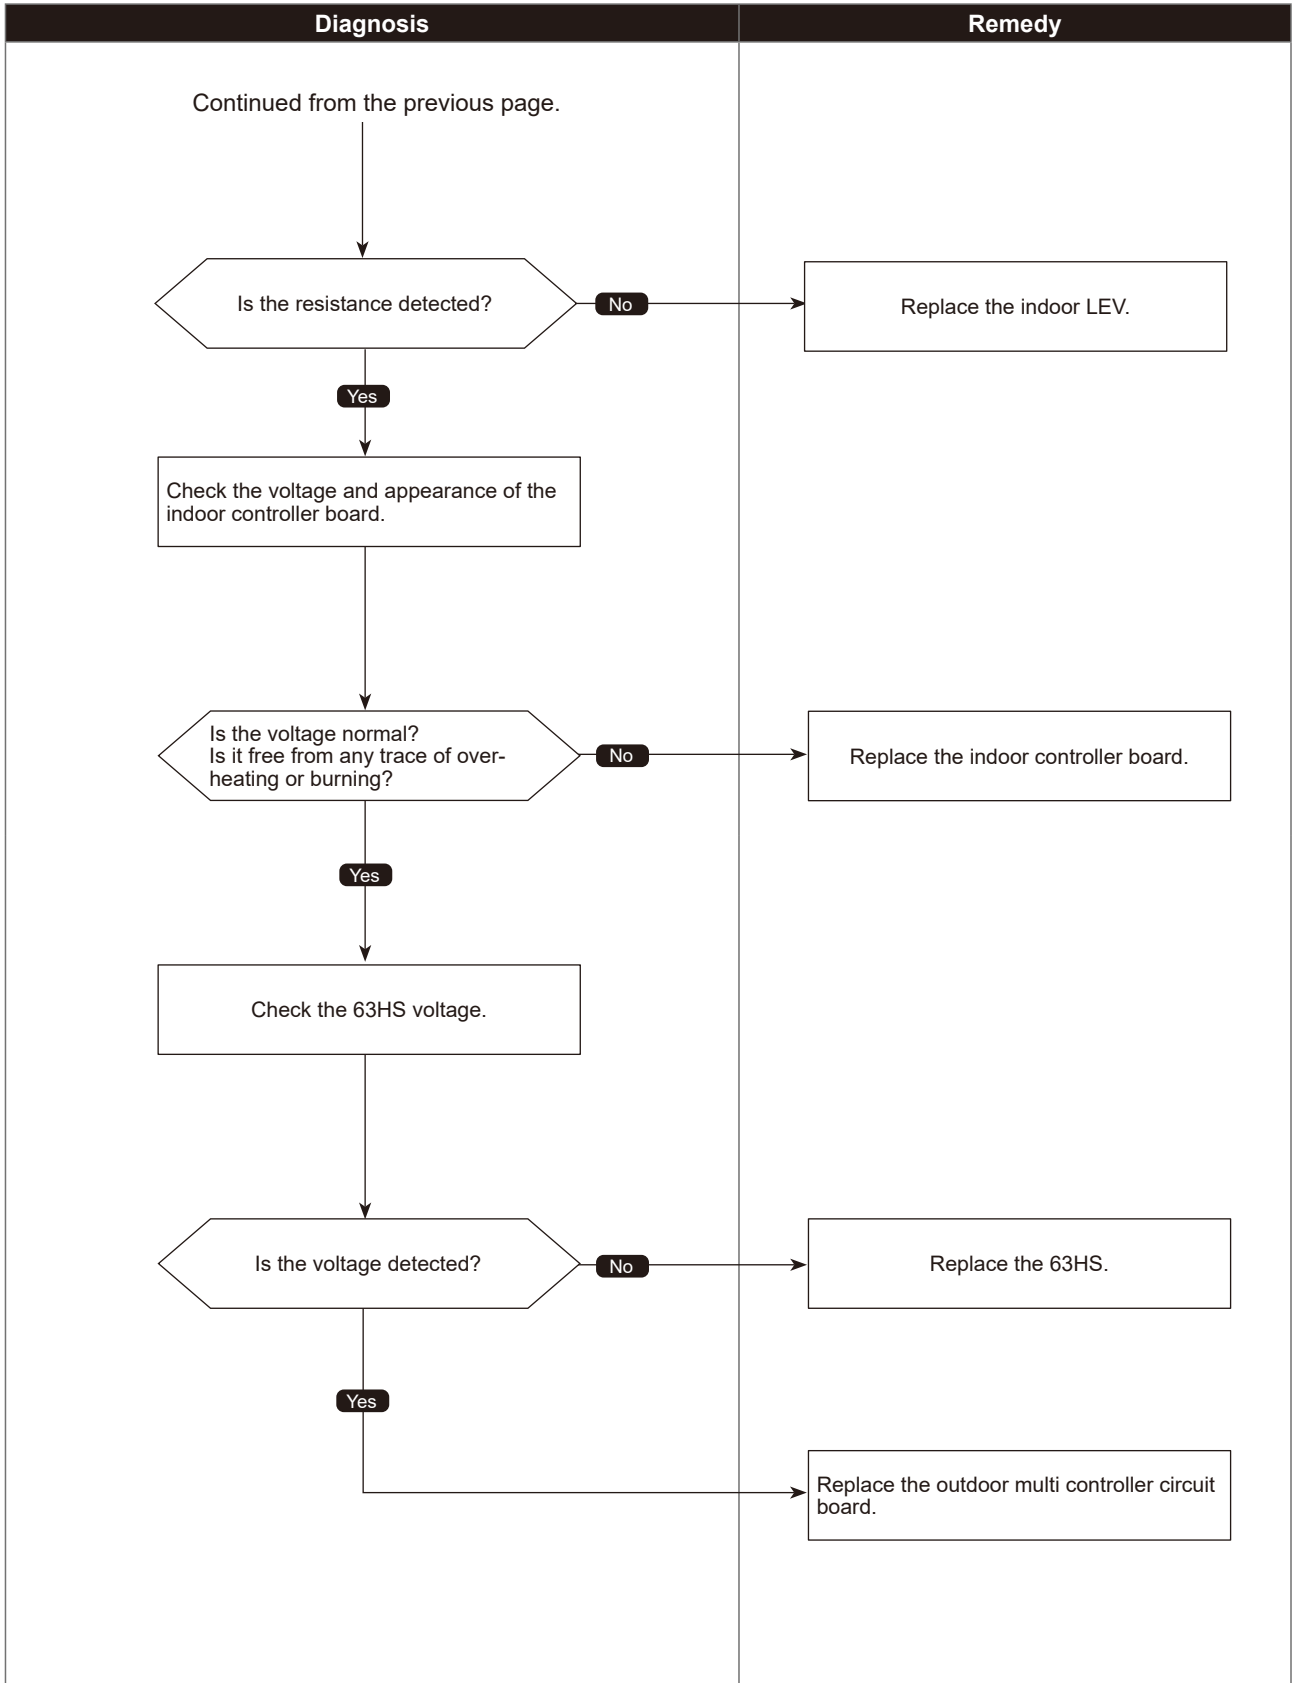 Diagnosis
Remedy
Continued from the previous page.
Is the resistance detected?
No
Replace the indoor LEV.
Yes
Check the voltage and appearance of the
indoor controller board.
Is the voltage normal?
Is it free from any trace of over-
heating or burning?
No
Replace the indoor controller board.
Yes
Check the 63HS voltage.
Is the voltage detected?
No
Replace the 63HS.
Yes
Replace the outdoor multi controller circuit
board.